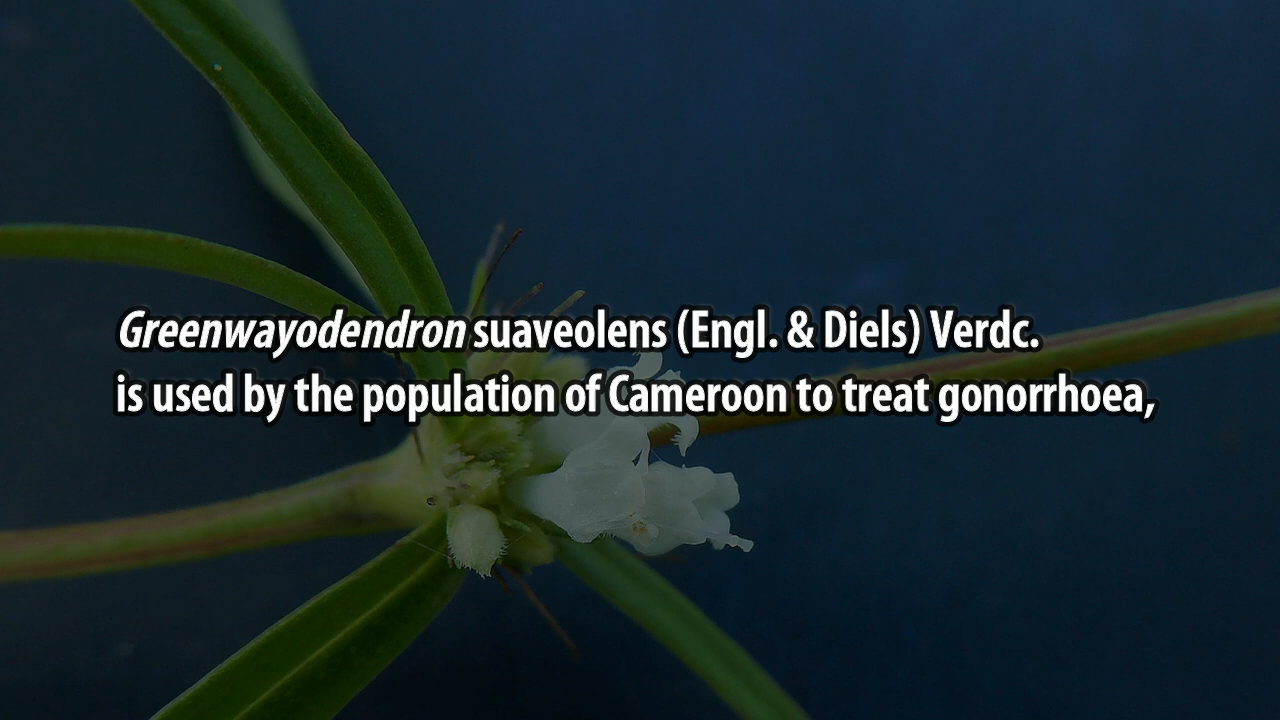 Greenwayodendron suaveolens (Engl. & Diels) Verdc.
is used by the population of Cameroon to treat gonorrhoea,